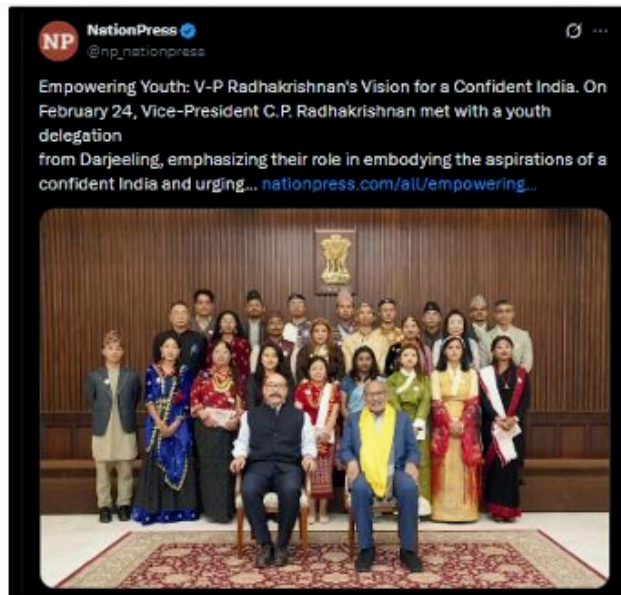 NP
NationPress
@np_nationpress
Empowering Youth: V-P Radhakrishnan's Vision for a Confident India. On
February 24, Vice-President C.P. Radhakrishnan met with a youth
delegation
from Darjeeling, emphasizing their role in embodying the aspirations of a
confident India and urging... nationpress.com/all/empowering...